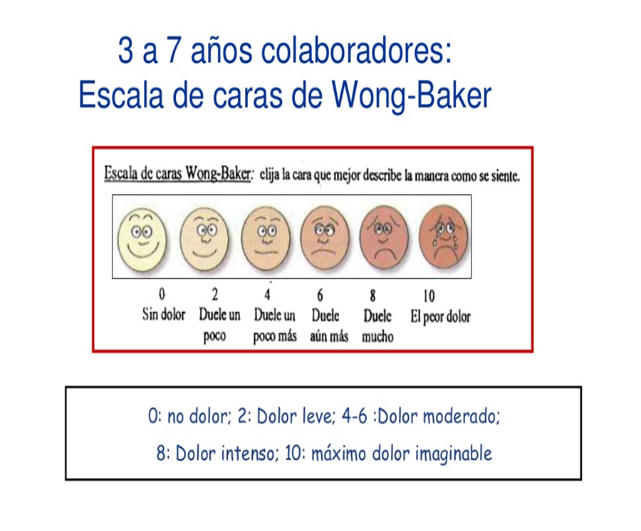 3 a 7 años colaboradores:
Escala de caras de Wong-Baker
Escala de caras Wong-Baker: elija la cara que mejor describe la manera como se siente.
0 2 4 6 8 10
Sin dolor Duele un Duele un Duele Duele El peor dolor
poco poco más aún más mucho
0: no dolor; 2: Dolor leve; 4-6 :Dolor moderado;
8: Dolor intenso; 10: máximo dolor imaginable